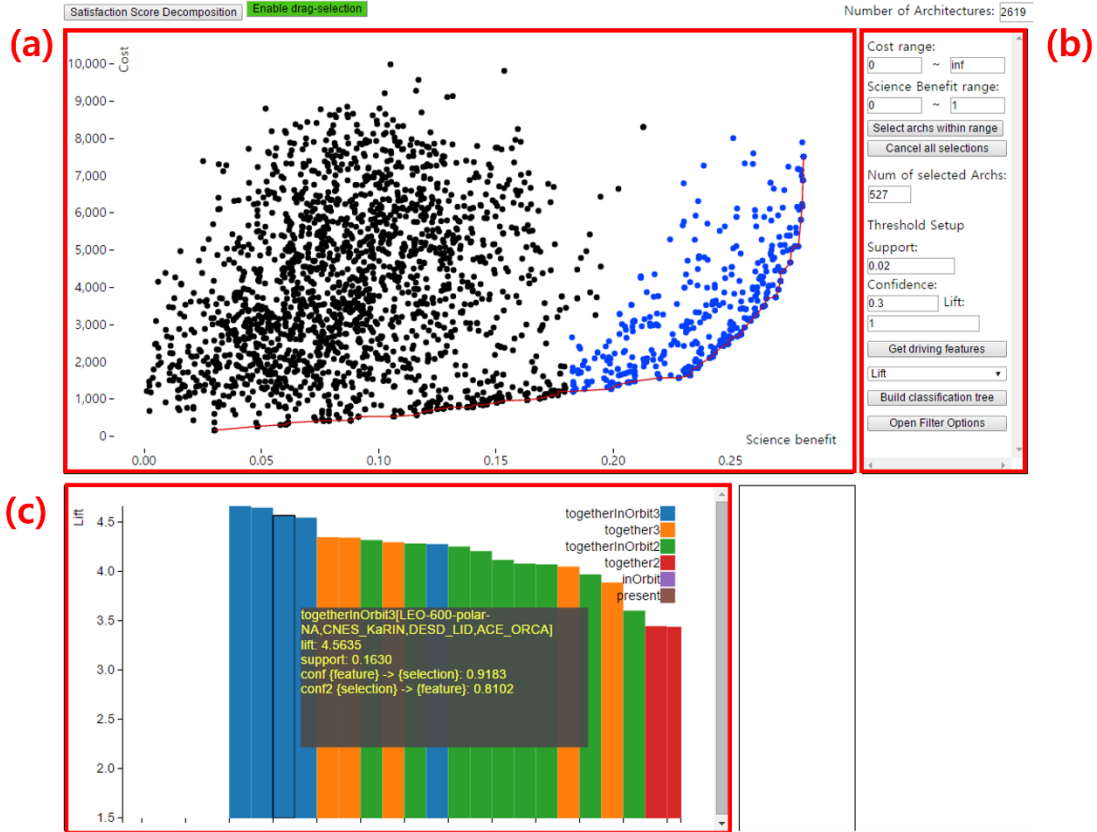 Satisfaction Score Decomposition
Enable drag-selection
Number of Architectures: 2619
(a)
(b)
Cost
10,000
9,000
8,000
7,000
6,000
5,000
4,000
3,000
2,000
1,000
0
0.00 0.05 0.10 0.15 0.20 0.25
Science benefit
Cost range:
0 ~ inf
Science Benefit range:
0 ~ 1
Select archs within range
Cancel all selections
Num of selected Archs:
527
Threshold Setup
Support:
0.02
Confidence:
0.3 Lift:
1
Get driving features
Lift
Build classification tree
Open Filter Options
(c)
Lift
4.5
4.0
3.5
3.0
2.5
2.0
1.5
togetherInOrbit3
together3
togetherInOrbit2
together2
inOrbit
present
togetherInOrbit3[LEO-600-polar-
NA,CNES_KaRIN,DESD_LID,ACE_ORCA]
lift: 4.5635
support: 0.1630
conf {feature} -> {selection}: 0.9183
conf2 {selection} -> {feature}: 0.8102